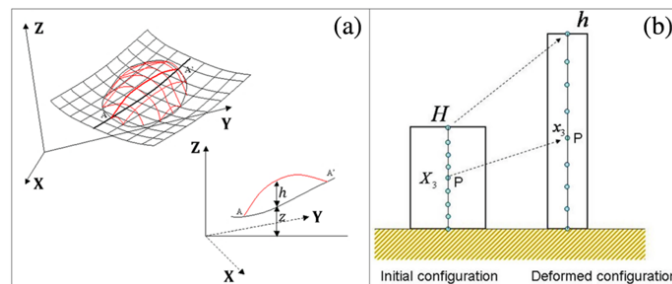 (a)
Z
A'
A
Y
X
Z
A'
h
A
z
Y
X
(b)
h
H
x₃
P
X₃
P
Initial configuration
Deformed configuration